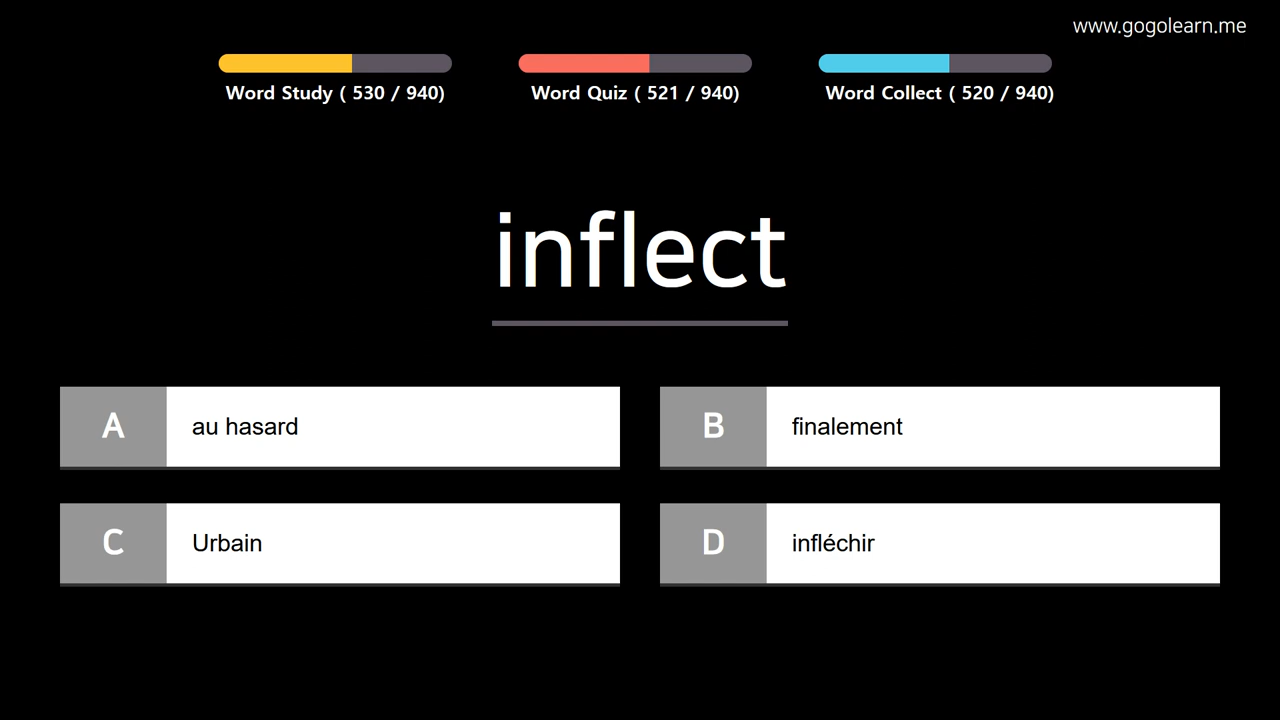 www.gogolearn.me
Word Study ( 530 / 940)
Word Quiz ( 521 / 940)
Word Collect ( 520 / 940)
inflect
A au hasard
B finalement
C Urbain
D infléchir